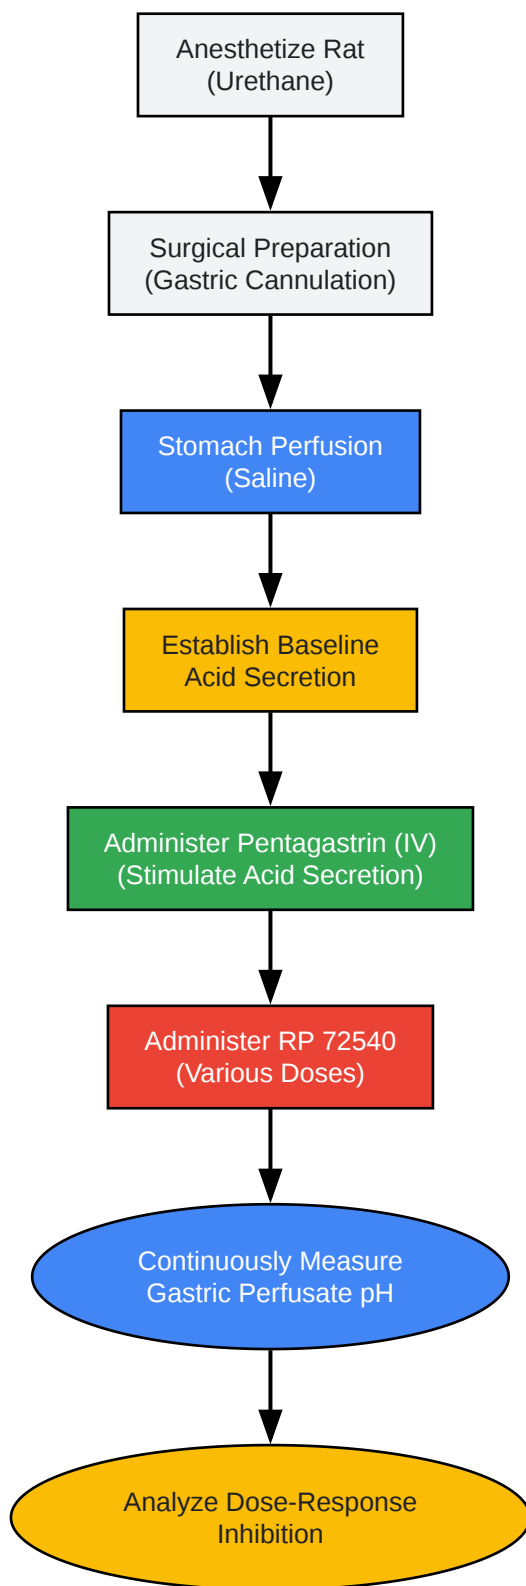 Anesthetize Rat
(Urethane)
Surgical Preparation
(Gastric Cannulation)
Stomach Perfusion
(Saline)
Establish Baseline
Acid Secretion
Administer Pentagastrin (IV)
(Stimulate Acid Secretion)
Administer RP 72540
(Various Doses)
Continuously Measure
Gastric Perfusate pH
Analyze Dose-Response
Inhibition